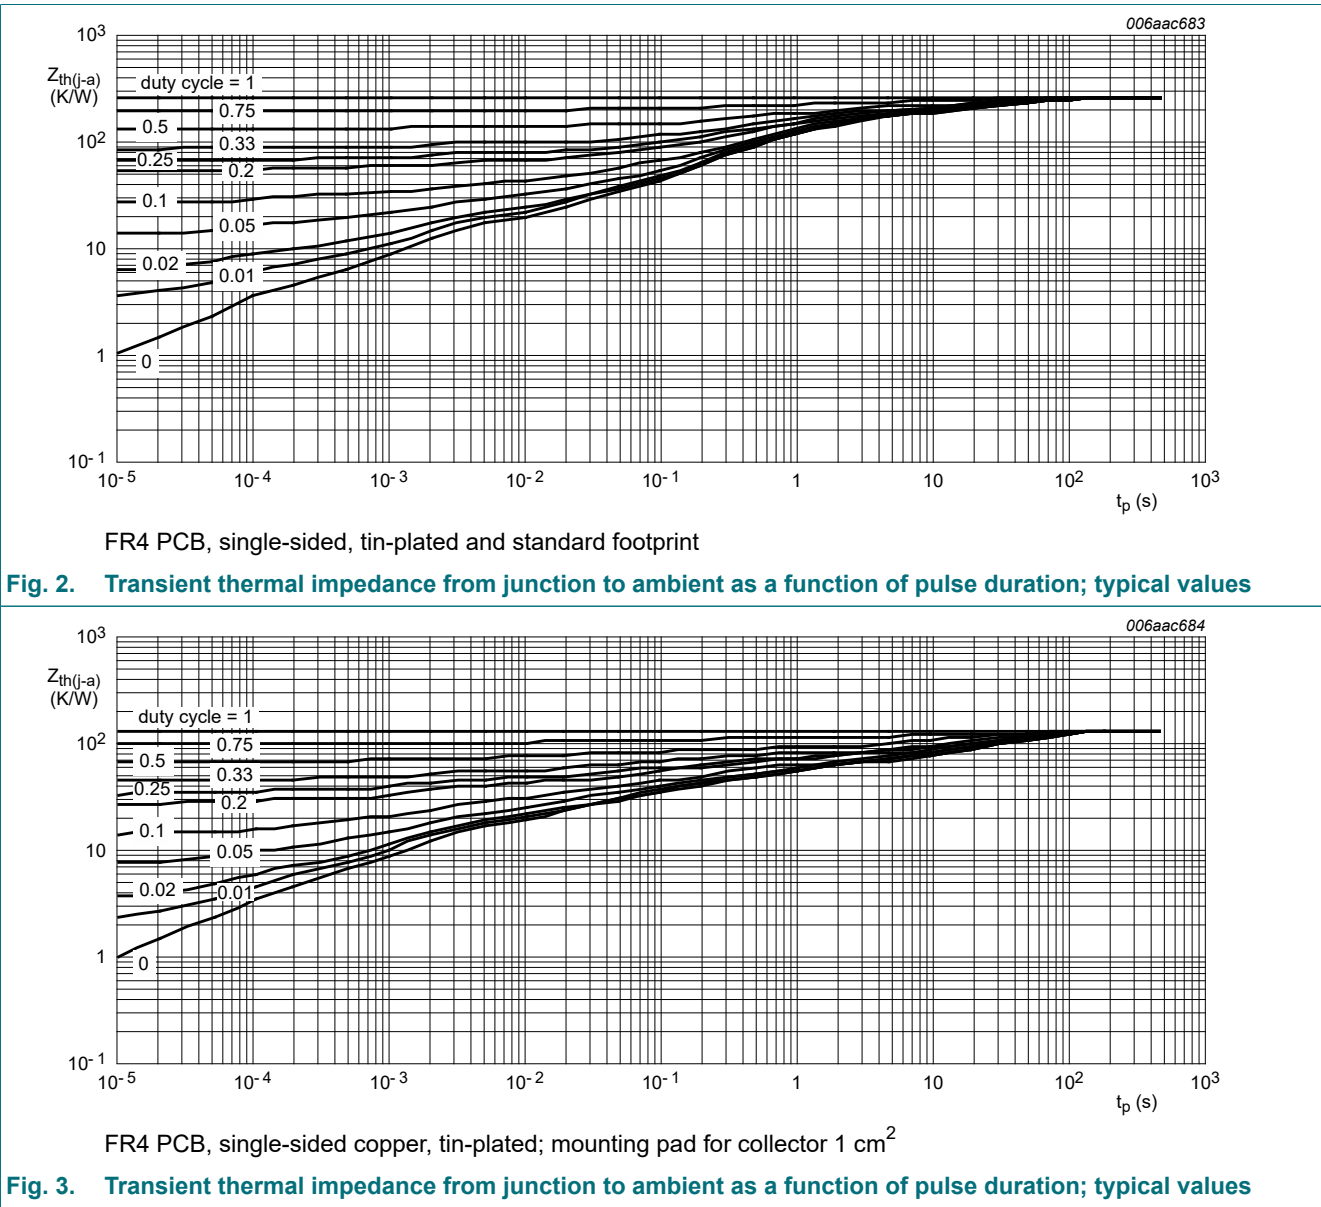 006aac683
10³
Z_th(j-a)
(K/W)
duty cycle = 1
0.75
0.5
0.33
10²
0.25
0.2
0.1
0.05
10
0.02
0.01
1
0
10⁻¹
10⁻⁵ 10⁻⁴ 10⁻³ 10⁻² 10⁻¹ 1 10 10² 10³
t_p (s)
FR4 PCB, single-sided, tin-plated and standard footprint
Fig. 2. Transient thermal impedance from junction to ambient as a function of pulse duration; typical values
006aac684
10³
Z_th(j-a)
(K/W)
duty cycle = 1
10²
0.75
0.5
0.33
0.25
0.2
0.1
10
0.05
0.02
0.01
1
0
10⁻¹
10⁻⁵ 10⁻⁴ 10⁻³ 10⁻² 10⁻¹ 1 10 10² 10³
t_p (s)
FR4 PCB, single-sided copper, tin-plated; mounting pad for collector 1 cm²
Fig. 3. Transient thermal impedance from junction to ambient as a function of pulse duration; typical values